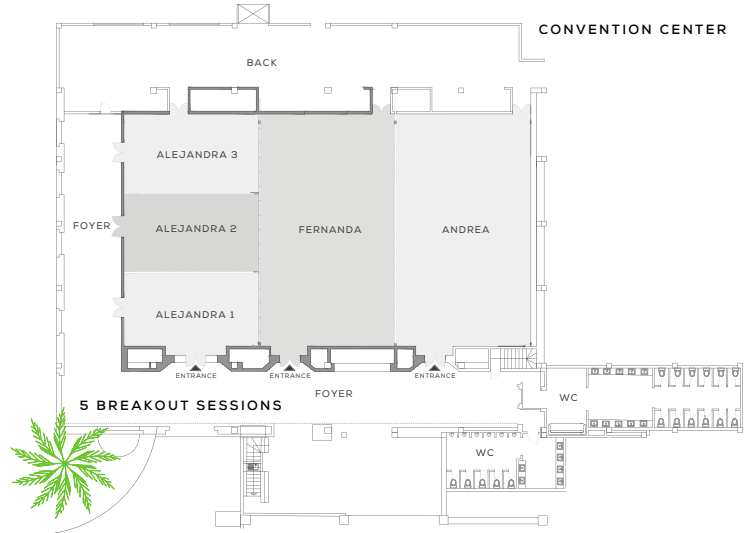 CONVENTION CENTER
BACK
ALEJANDRA 3
FOYER
ALEJANDRA 2
FERNANDA
ANDREA
ALEJANDRA 1
ENTRANCE
ENTRANCE
ENTRANCE
FOYER
WC
5 BREAKOUT SESSIONS
WC